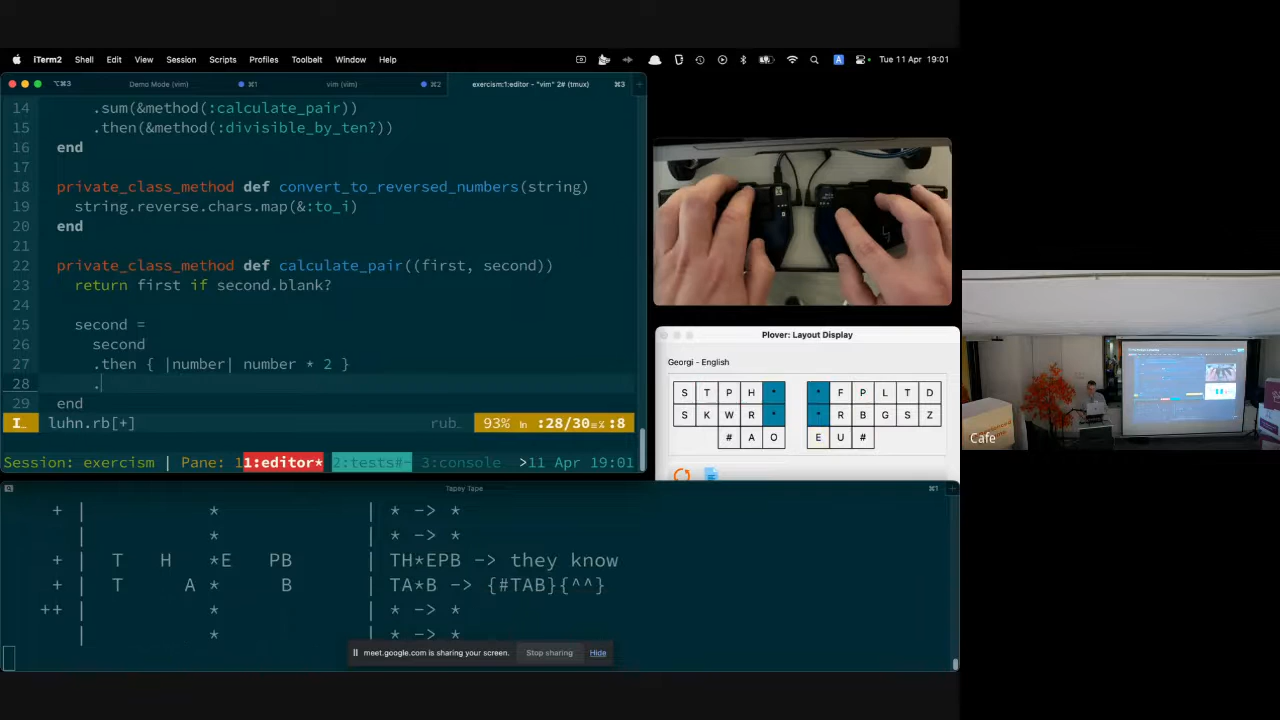 iTerm2 Shell Edit View Session Scripts Profiles Toolbelt Window Help
A Tue 11 Apr 19:01
⌥⌘3 Demo Mode (vim) ⌘1 vim (vim) ⌘2 exercism:1:editor - "vim" 2# (tmux) ⌘3
14 .sum(&method(:calculate_pair))
15 .then(&method(:divisible_by_ten?))
16 end
17
18 private_class_method def convert_to_reversed_numbers(string)
19 string.reverse.chars.map(&:to_i)
20 end
21
22 private_class_method def calculate_pair((first, second))
23 return first if second.blank?
24
25 second =
26 second
27 .then { |number| number * 2 }
28 .
29 end
I… luhn.rb[+] rub… 93% ln :28/30≡ :8
Session: exercism | Pane: 1 1:editor* 2:tests#- 3:console >11 Apr 19:01
Plover: Layout Display
Georgi - English
S T P H * * F P L T D
S K W R * * R B G S Z
# A O E U #
Cafe
Tapey Tape ⌘1
+ | * | * -> *
| * | * -> *
+ | T H *E PB | TH*EPB -> they know
+ | T A * B | TA*B -> {#TAB}{^^}
++ | * | * -> *
| * | * -> *
meet.google.com is sharing your screen. Stop sharing Hide